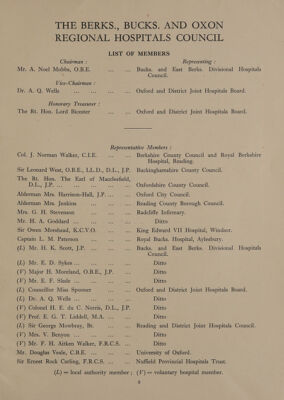 THE BERKS., BUCKS. AND OXON
REGIONAL HOSPITALS COUNCIL
LIST OF MEMBERS
Chairman : Representing :
Mr. A. Noel Mobbs, O.B.E. ... ... Bucks. and East Berks. Divisional Hospitals
Council.
Vice-Chairman :
Dr. A. Q. Wells ... ... ... Oxford and District Joint Hospitals Board.
Honorary Treasurer :
The Rt. Hon. Lord Bicester ... ... Oxford and District Joint Hospitals Board.
Representative Members :
Col. J. Norman Walker, C.I.E. ... ... Berkshire County Council and Royal Berkshire
Hospital, Reading.
Sir Leonard West, O.B.E., LL.D., D.L., J.P. Buckinghamshire County Council.
The Rt. Hon. The Earl of Macclesfield,
D.L., J.P. ... ... ... ... Oxfordshire County Council.
Alderman Mrs. Harrison-Hall, J.P. ... ... Oxford City Council.
Alderman Mrs. Jenkins ... ... ... Reading County Borough Council.
Mrs. G. H. Stevenson ... ... ... Radcliffe Infirmary.
Mr. H. A. Goddard ... ... ... Ditto
Sir Owen Morshead, K.C.V.O. ... ... King Edward VII Hospital, Windsor.
Captain L. M. Paterson ... ... ... Royal Bucks. Hospital, Aylesbury.
(L) Mr. H. K. Scott, J.P. ... ... ... Bucks. and East Berks. Divisional Hospitals
Council.
(L) Mr. E. D. Sykes ... ... ... ... Ditto
(V) Major H. Moreland, O.B.E., J.P. ... Ditto
(V) Mr. E. F. Slade ... ... ... ... Ditto
(L) Councillor Miss Spooner ... ... Oxford and District Joint Hospitals Board.
(L) Dr. A. Q. Wells ... ... ... ... Ditto
(V) Colonel H. E. du C. Norris, D.L., J.P. Ditto
(V) Prof. E. G. T. Liddell, M.A. ... ... Ditto
(L) Sir George Mowbray, Bt. ... ... Reading and District Joint Hospitals Council.
(V) Mrs. V. Benyon ... ... ... ... Ditto
(V) Mr. F. H. Aitken Walker, F.R.C.S. ... Ditto
Mr. Douglas Veale, C.B.E. ... ... ... University of Oxford.
Sir Ernest Rock Carling, F.R.C.S. ... ... Nuffield Provincial Hospitals Trust.
(L) = local authority member; (V) = voluntary hospital member.